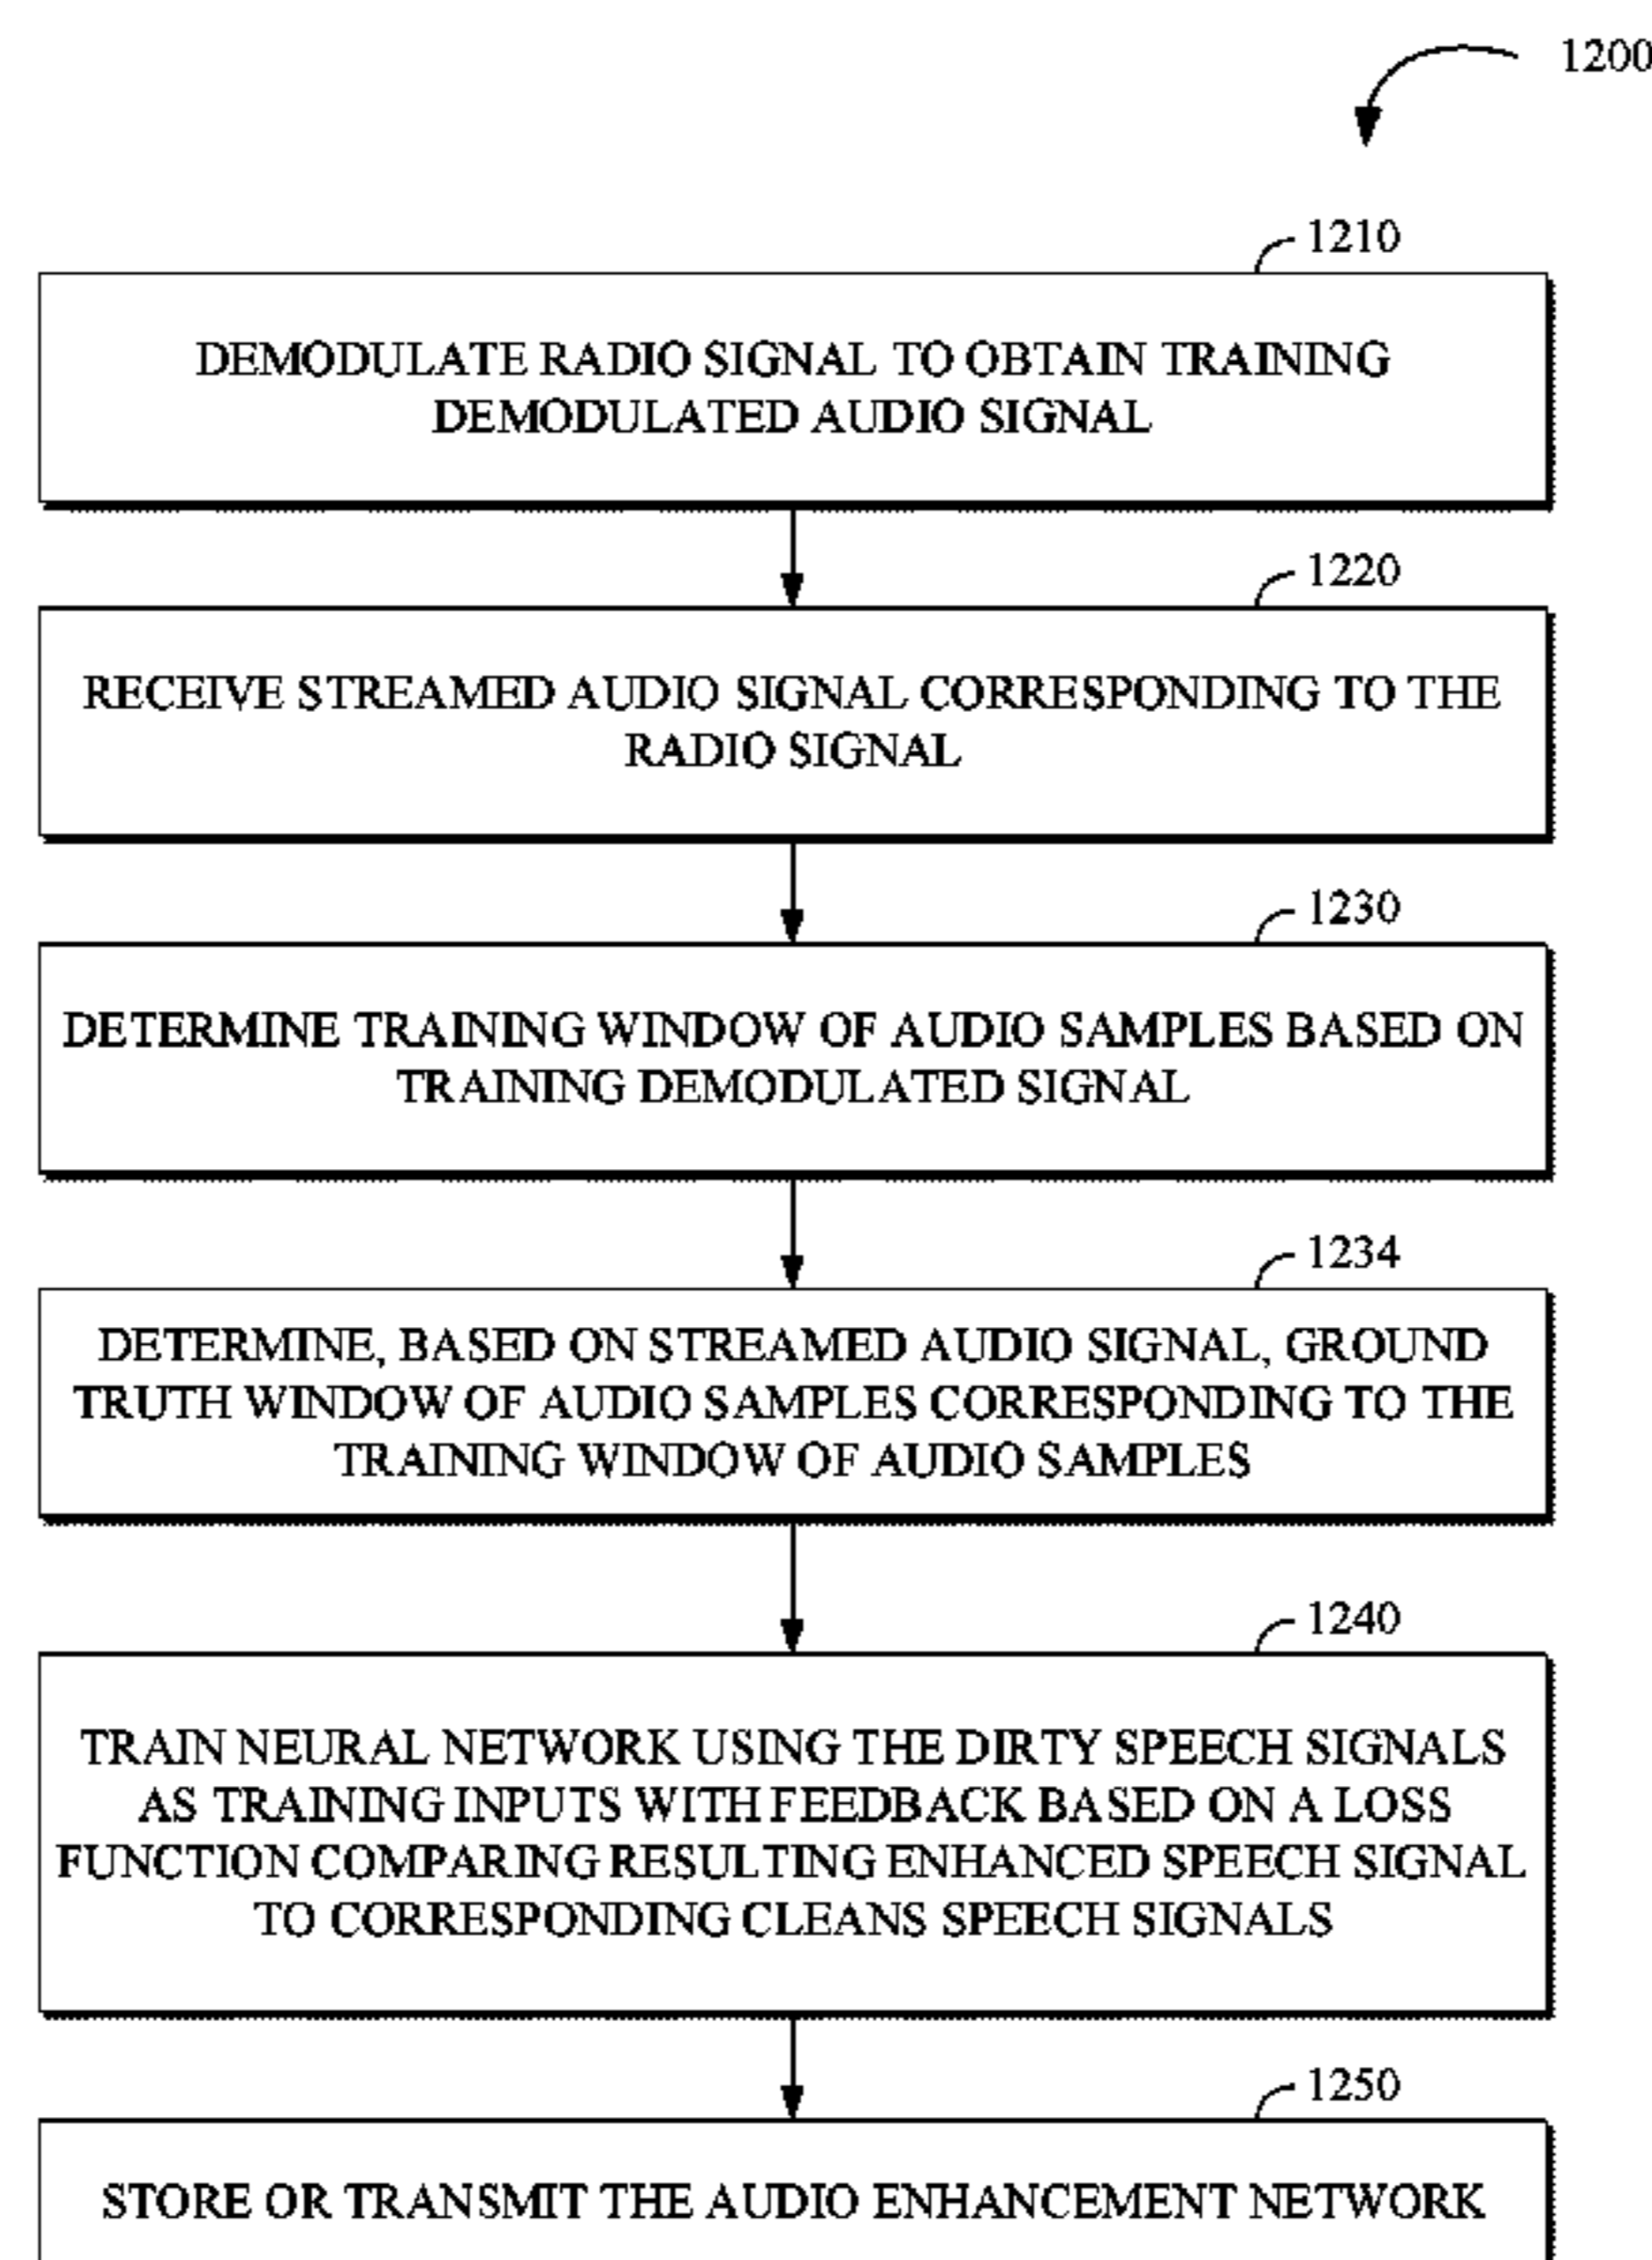 1200
1210
DEMODULATE RADIO SIGNAL TO OBTAIN TRAINING
DEMODULATED AUDIO SIGNAL
1220
RECEIVE STREAMED AUDIO SIGNAL CORRESPONDING TO THE
RADIO SIGNAL
1230
DETERMINE TRAINING WINDOW OF AUDIO SAMPLES BASED ON
TRAINING DEMODULATED SIGNAL
1234
DETERMINE, BASED ON STREAMED AUDIO SIGNAL, GROUND
TRUTH WINDOW OF AUDIO SAMPLES CORRESPONDING TO THE
TRAINING WINDOW OF AUDIO SAMPLES
1240
TRAIN NEURAL NETWORK USING THE DIRTY SPEECH SIGNALS
AS TRAINING INPUTS WITH FEEDBACK BASED ON A LOSS
FUNCTION COMPARING RESULTING ENHANCED SPEECH SIGNAL
TO CORRESPONDING CLEANS SPEECH SIGNALS
1250
STORE OR TRANSMIT THE AUDIO ENHANCEMENT NETWORK